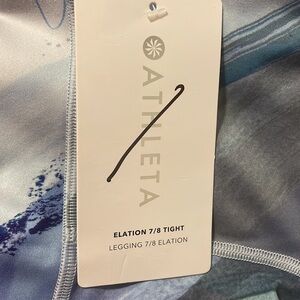 ATHLETA
ELATION 7/8 TIGHT
LEGGING 7/8 ELATION